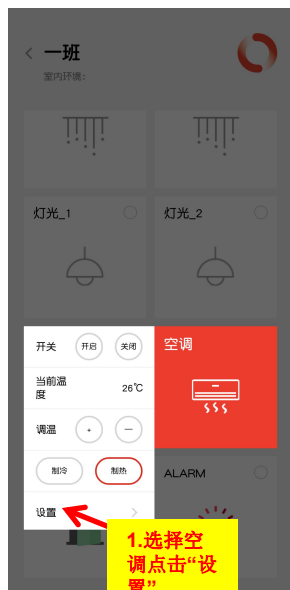 一班
室内环境:
灯光_1
灯光_2
开关 开启 关闭
空调
当前温
度
26℃
调温 + −
制冷 制热
ALARM
设置
1.选择空
调点击“设
置”